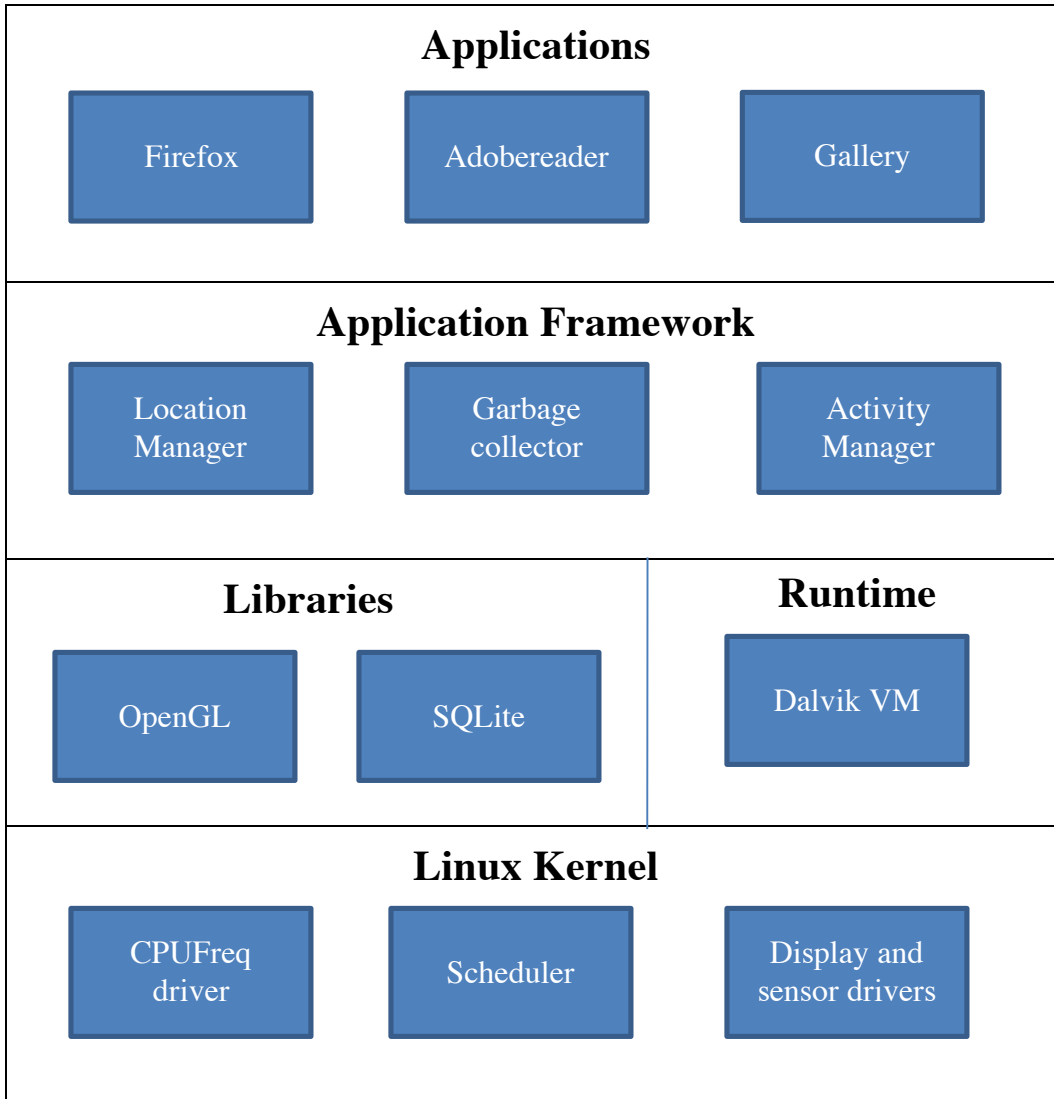 Applications
Firefox
Adobereader
Gallery
Application Framework
Location
Manager
Garbage
collector
Activity
Manager
Libraries
OpenGL
SQLite
Runtime
Dalvik VM
Linux Kernel
CPUFreq
driver
Scheduler
Display and
sensor drivers